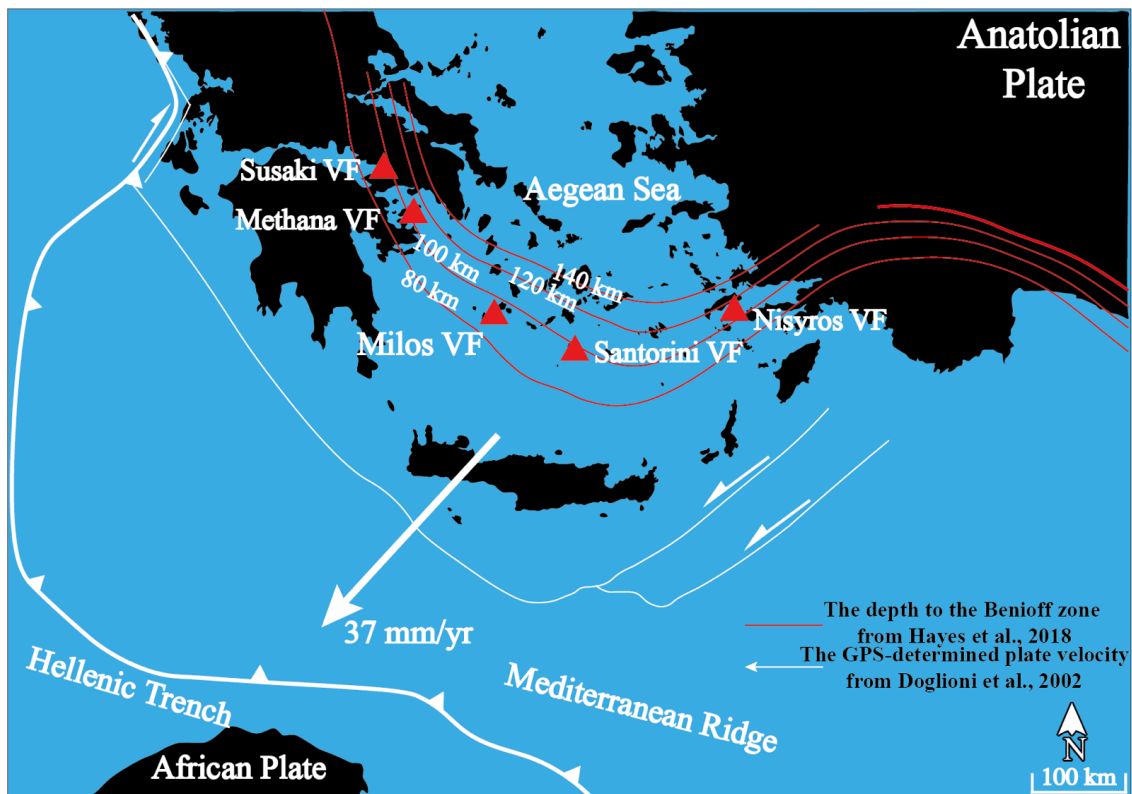 Anatolian
Plate
Susaki VF
Aegean Sea
Methana VF
100 km
140 km
120 km
80 km
Nisyros VF
Milos VF
Santorini VF
37 mm/yr
The depth to the Benioff zone
from Hayes et al., 2018
The GPS-determined plate velocity
from Doglioni et al., 2002
Hellenic Trench
Mediterranean Ridge
African Plate
N
100 km